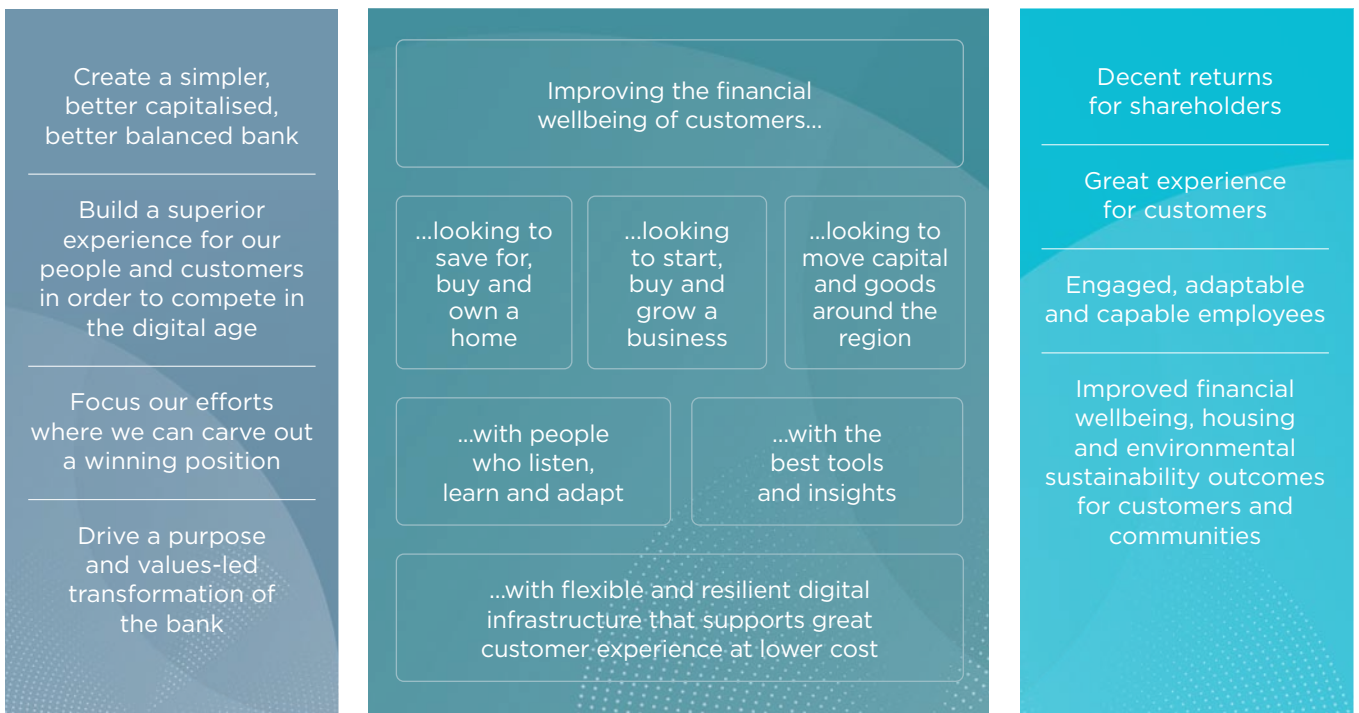 Create a simpler,
better capitalised,
better balanced bank
Build a superior
experience for our
people and customers
in order to compete in
the digital age
Focus our efforts
where we can carve out
a winning position
Drive a purpose
and values-led
transformation of
the bank
Improving the financial
wellbeing of customers...
...looking to
save for,
buy and
own a
home
...looking
to start,
buy and
grow a
business
...looking to
move capital
and goods
around the
region
...with people
who listen,
learn and adapt
...with the
best tools
and insights
...with flexible and resilient digital
infrastructure that supports great
customer experience at lower cost
Decent returns
for shareholders
Great experience
for customers
Engaged, adaptable
and capable employees
Improved financial
wellbeing, housing
and environmental
sustainability outcomes
for customers and
communities